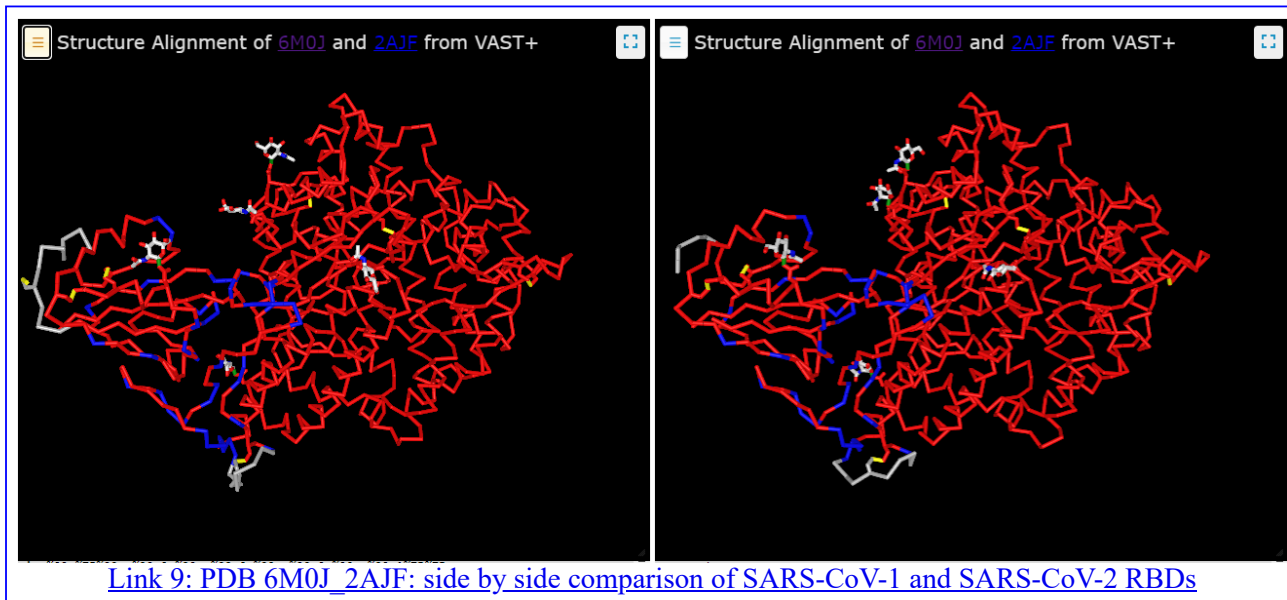 Structure Alignment of 6M0J and 2AJF from VAST+
Structure Alignment of 6M0J and 2AJF from VAST+
Link 9: PDB 6M0J_2AJF: side by side comparison of SARS-CoV-1 and SARS-CoV-2 RBDs